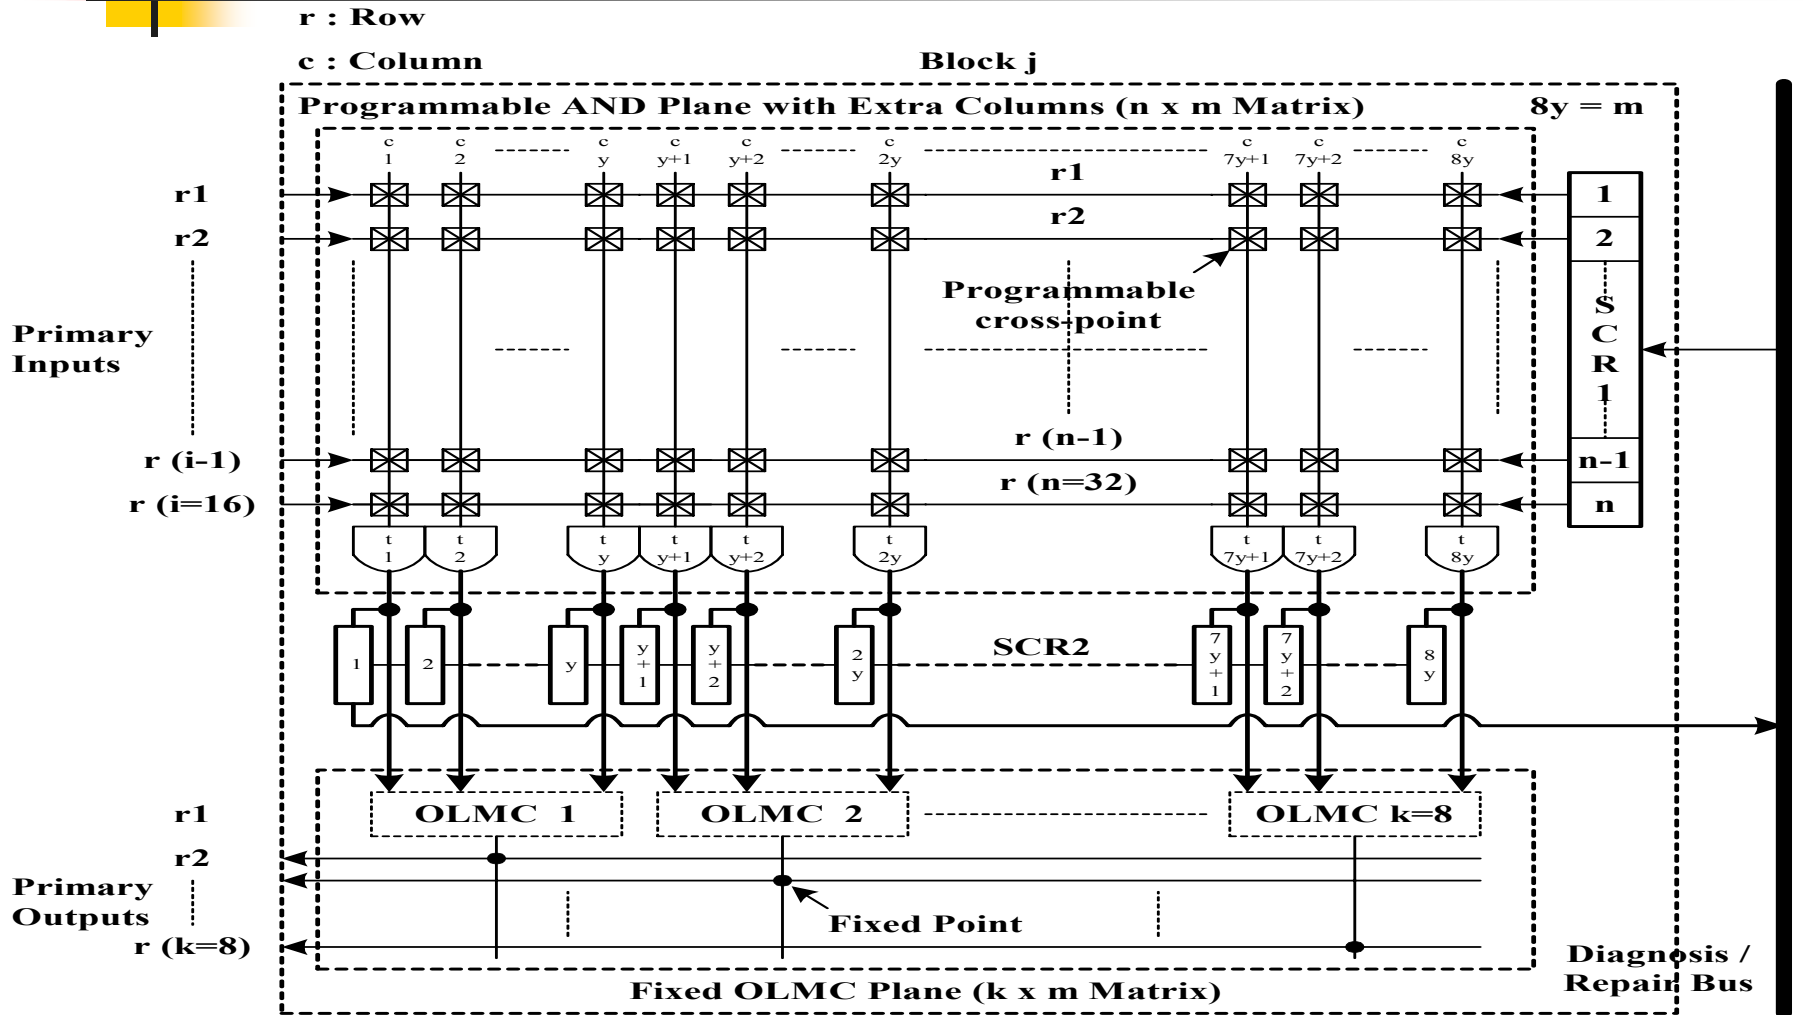 r : Row
c : Column
Block j
Programmable AND Plane with Extra Columns (n x m Matrix)
8y = m
c 1
c 2
c y
c y+1
c y+2
c 2y
c 7y+1
c 7y+2
c 8y
r1
r1
1
r2
r2
2
Programmable
cross-point
Primary
Inputs
SCR1
r (i-1)
r (n-1)
n-1
r (i=16)
r (n=32)
n
t 1
t 2
t y
t y+1
t y+2
t 2y
t 7y+1
t 7y+2
t 8y
1
2
y
y+1
y+2
2y
SCR2
7y+1
7y+2
8y
r1
OLMC 1
OLMC 2
OLMC k=8
r2
Primary
Outputs
Fixed Point
r (k=8)
Diagnosis /
Repair Bus
Fixed OLMC Plane (k x m Matrix)